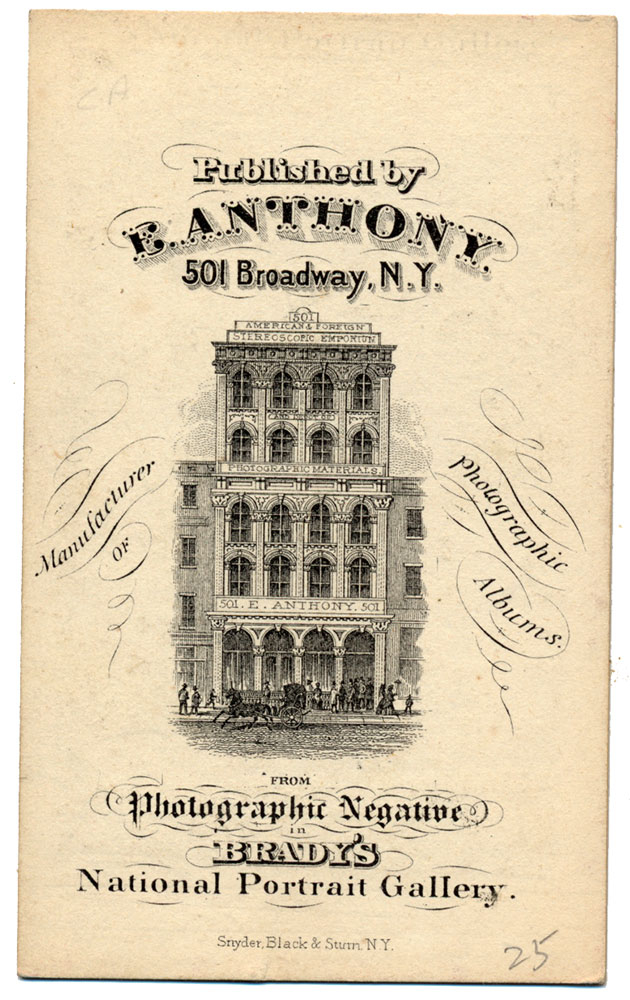 CA
Published by
E. ANTHONY.
501 Broadway, N.Y.
501
AMERICAN & FOREIGN
STEREOSCOPIC EMPORIUM
PHOTOGRAPHIC MATERIALS
501. E. ANTHONY. 501
Manufacturer
OF
Photographic
Albums.
FROM
Photographic Negative
in
BRADY'S
National Portrait Gallery.
Snyder, Black & Sturn, N.Y.
25